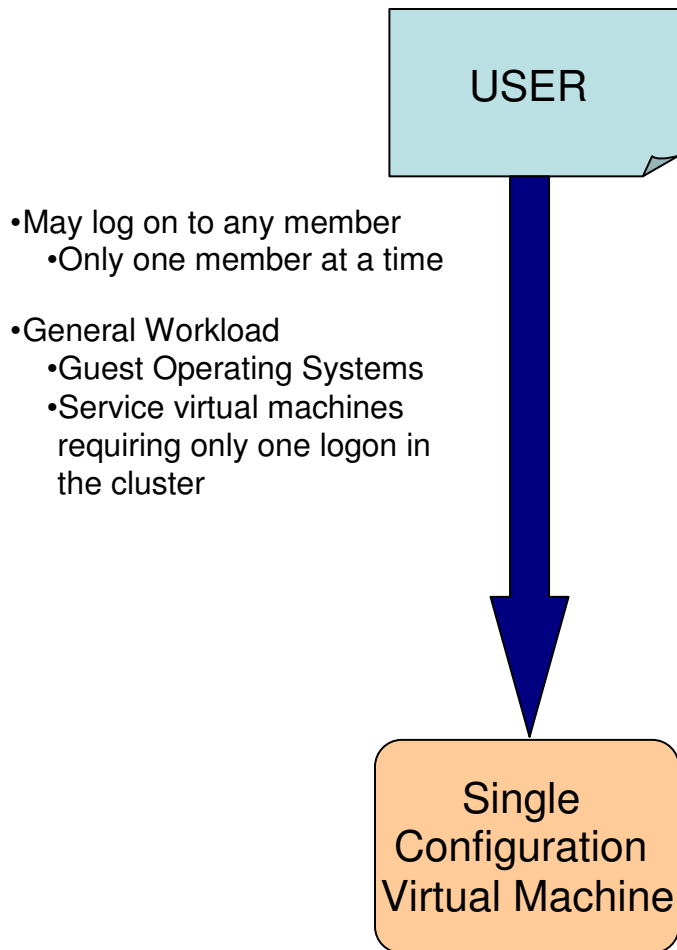 USER
•May log on to any member
•Only one member at a time
•General Workload
•Guest Operating Systems
•Service virtual machines
requiring only one logon in
the cluster
Single
Configuration
Virtual Machine